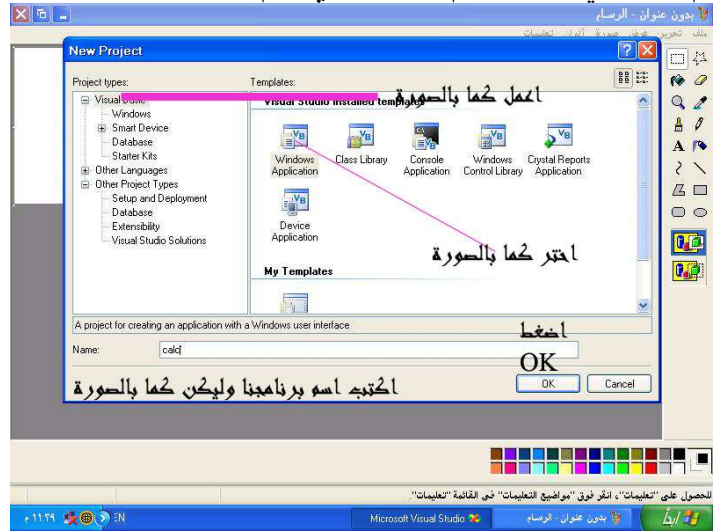 بدون عنوان - الرسام
ملف تحرير عرض صورة ألوان تعليمات
New Project
Project types:
Templates:
Visual Basic
Windows
Smart Device
Database
Starter Kits
Other Languages
Other Project Types
Setup and Deployment
Database
Extensibility
Visual Studio Solutions
اعمل كما بالصورة
Visual Studio installed templates
Windows Application
Class Library
Console Application
Windows Control Library
Crystal Reports Application
Device Application
اختر كما بالصورة
My Templates
A project for creating an application with a Windows user interface
اضغط
OK
Name:
calc
اكتب اسم برنامجنا وليكن كما بالصورة
OK
Cancel
للحصول على "تعليمات"، انقر فوق "مواضيع التعليمات" في القائمة "تعليمات".
ابدأ
بدون عنوان - الرسام
Microsoft Visual Studio
EN
١١:٣٩ م